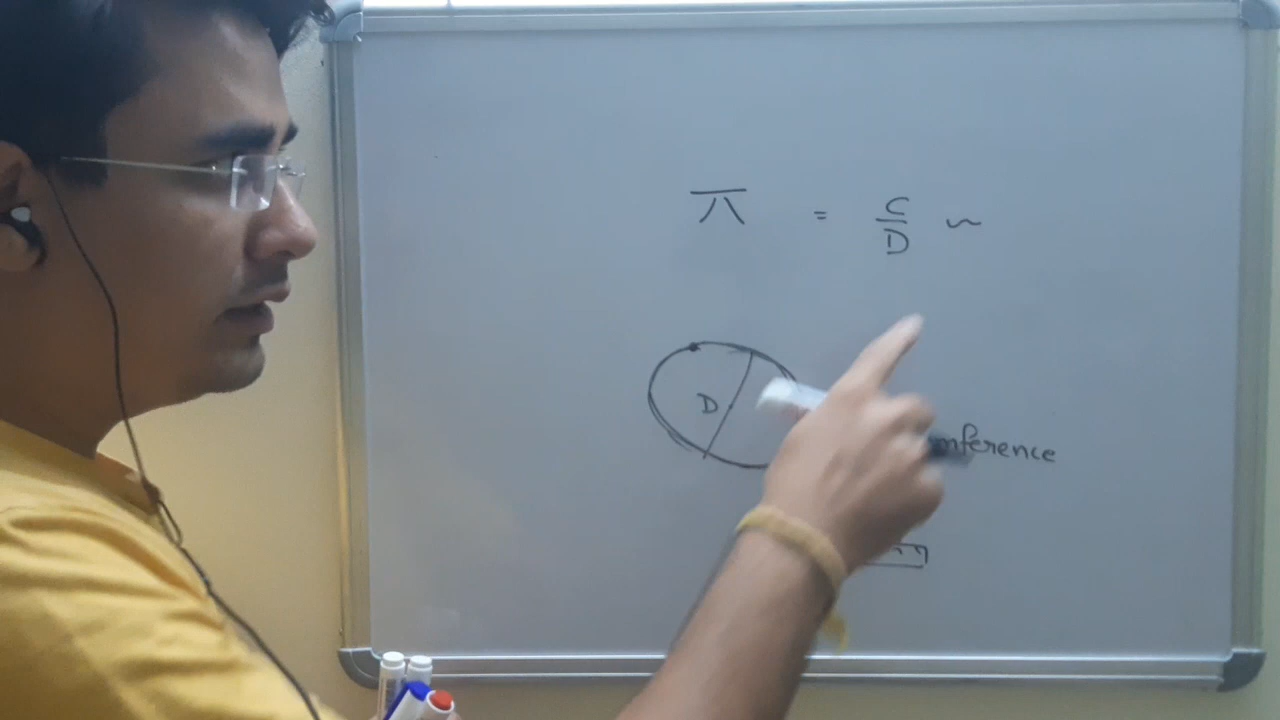 π = C/D ~
D
mference